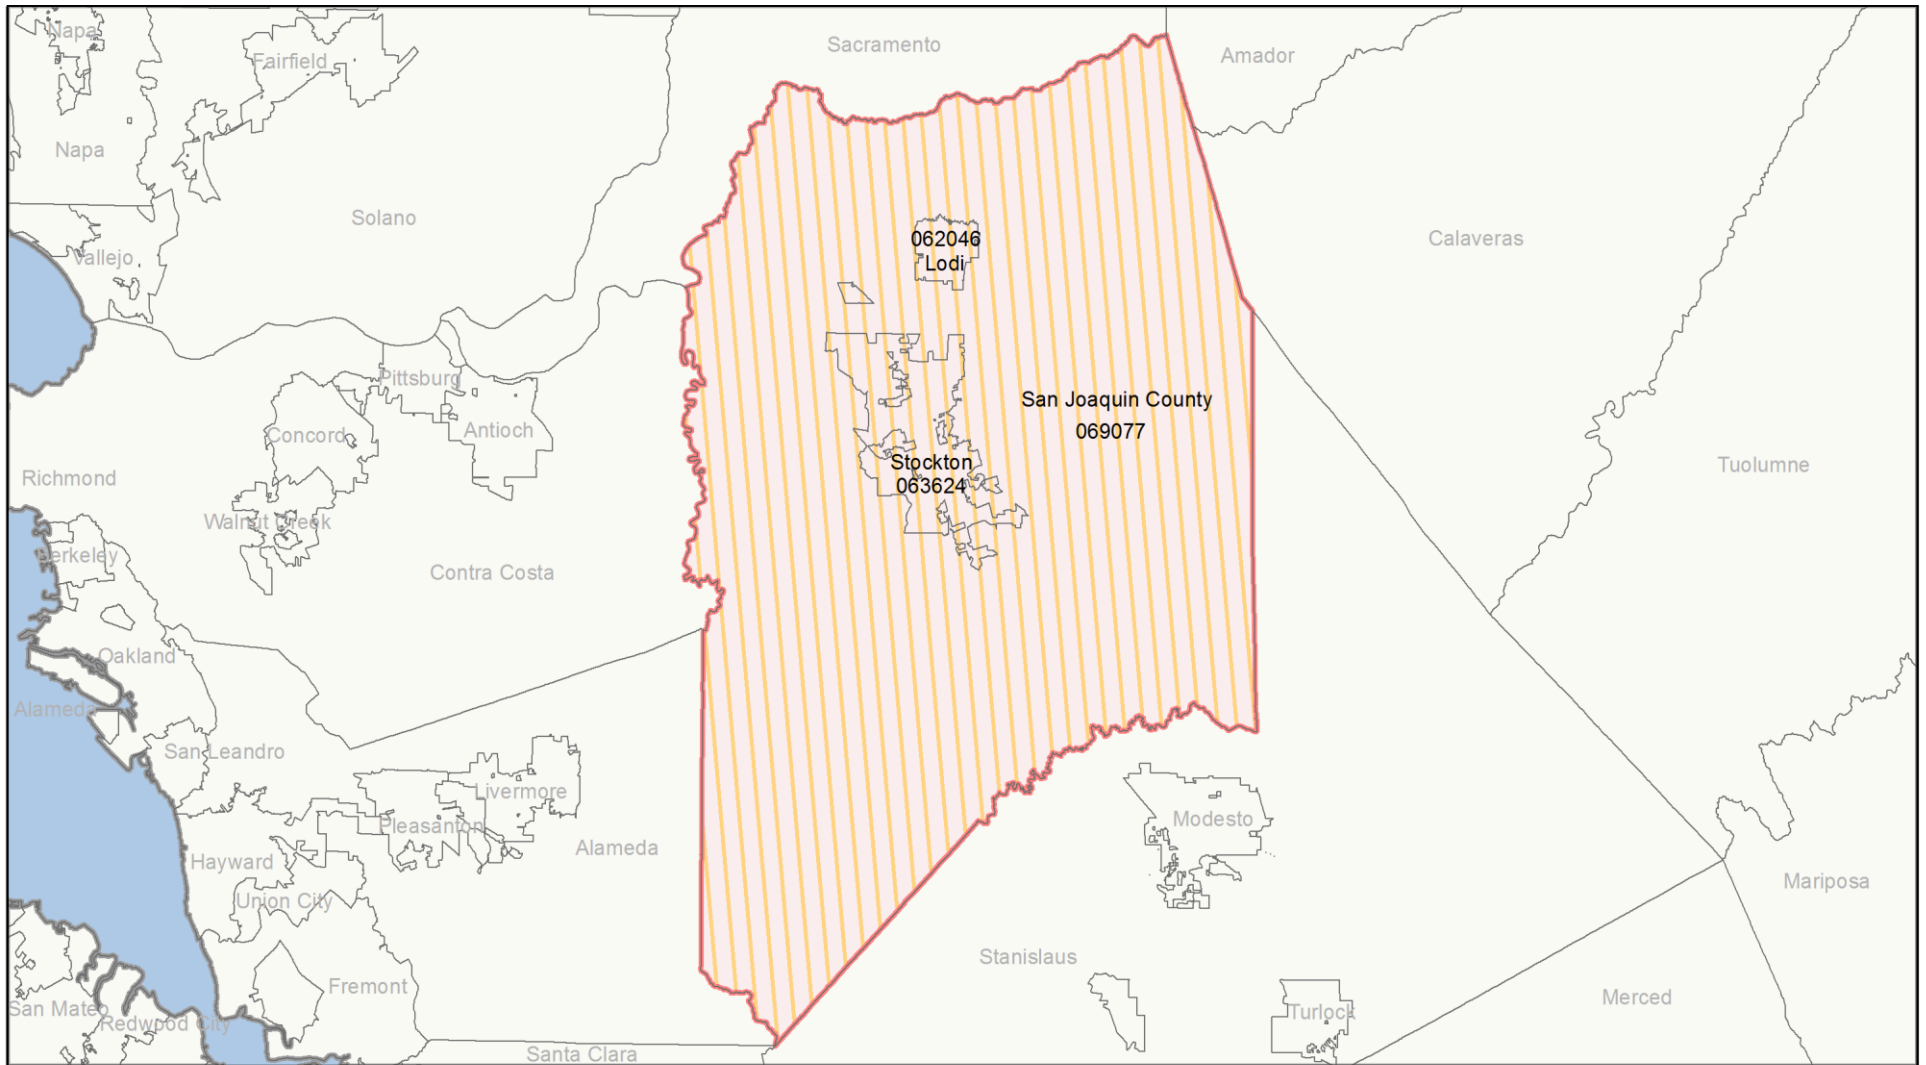 Napa
Sacramento
Amador
Fairfield
Napa
Solano
Vallejo
062046
Lodi
Calaveras
Pittsburg
San Joaquin County
069077
Concord
Antioch
Stockton
063624
Tuolumne
Richmond
Walnut Creek
Berkeley
Contra Costa
Oakland
Alameda
San Leandro
Livermore
Pleasanton
Modesto
Alameda
Hayward
Mariposa
Union City
Stanislaus
Fremont
Merced
San Mateo
Redwood City
Turlock
Santa Clara